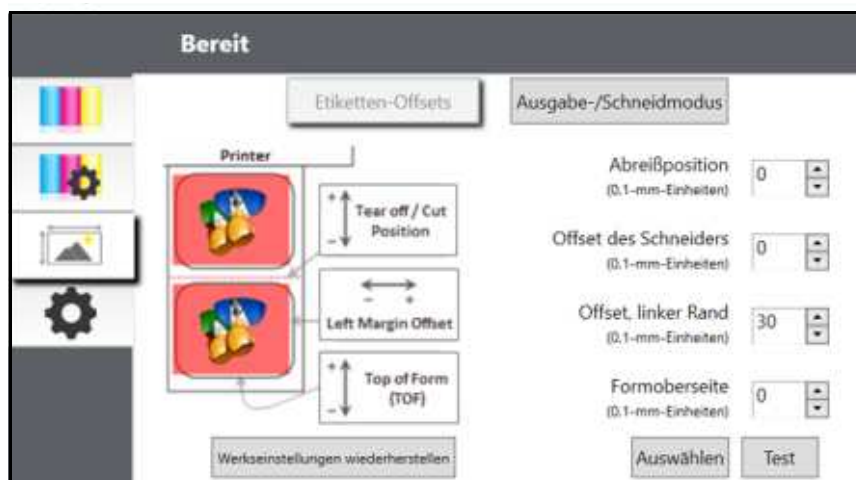 Bereit
Etiketten-Offsets
Ausgabe-/Schneidmodus
Printer
+
Tear off / Cut
Position
–
– +
Left Margin Offset
+
Top of Form
(TOF)
–
Abreißposition
(0.1-mm-Einheiten)
0
Offset des Schneiders
(0.1-mm-Einheiten)
0
Offset, linker Rand
(0.1-mm-Einheiten)
30
Formoberseite
(0.1-mm-Einheiten)
0
Werkseinstellungen wiederherstellen
Auswählen
Test